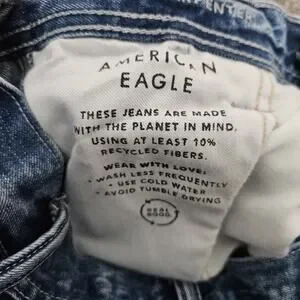 AMERICAN
EAGLE
THESE JEANS ARE MADE
WITH THE PLANET IN MIND,
USING AT LEAST 10%
RECYCLED FIBERS.
WEAR WITH LOVE:
• WASH LESS FREQUENTLY
• USE COLD WATER
• AVOID TUMBLE DRYING
REAL
GOOD